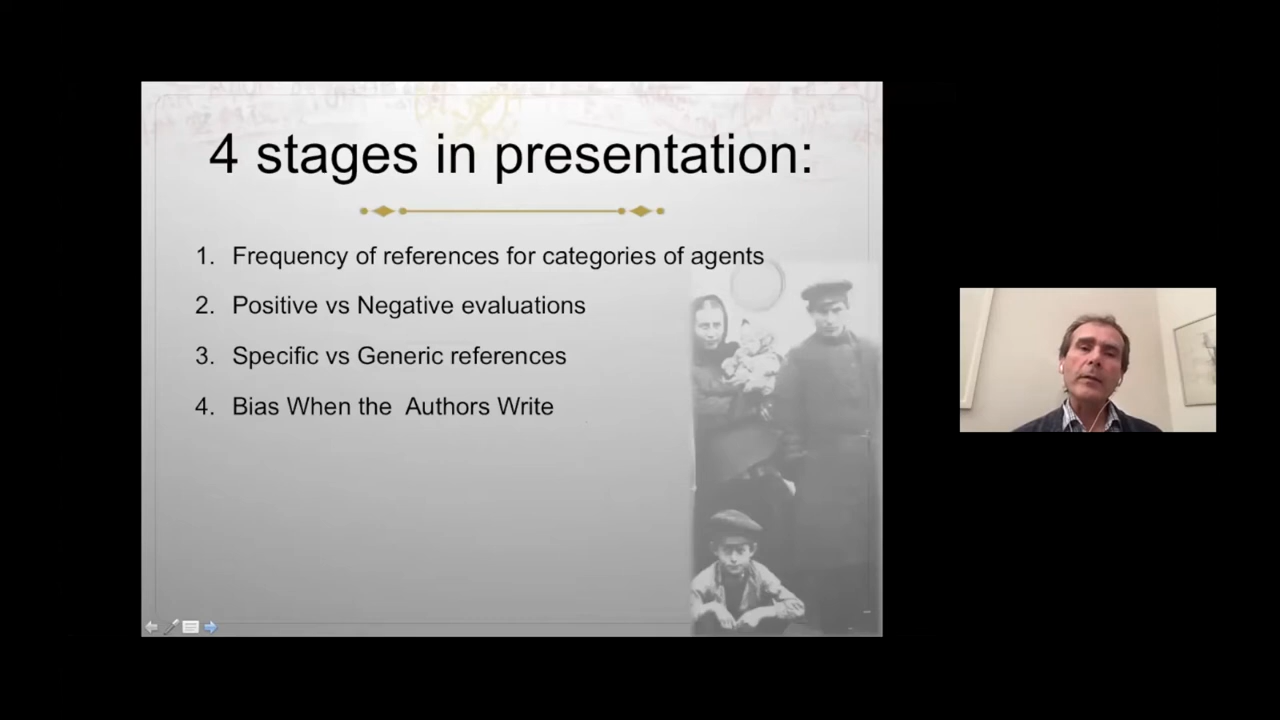 4 stages in presentation:
1. Frequency of references for categories of agents
2. Positive vs Negative evaluations
3. Specific vs Generic references
4. Bias When the  Authors Write